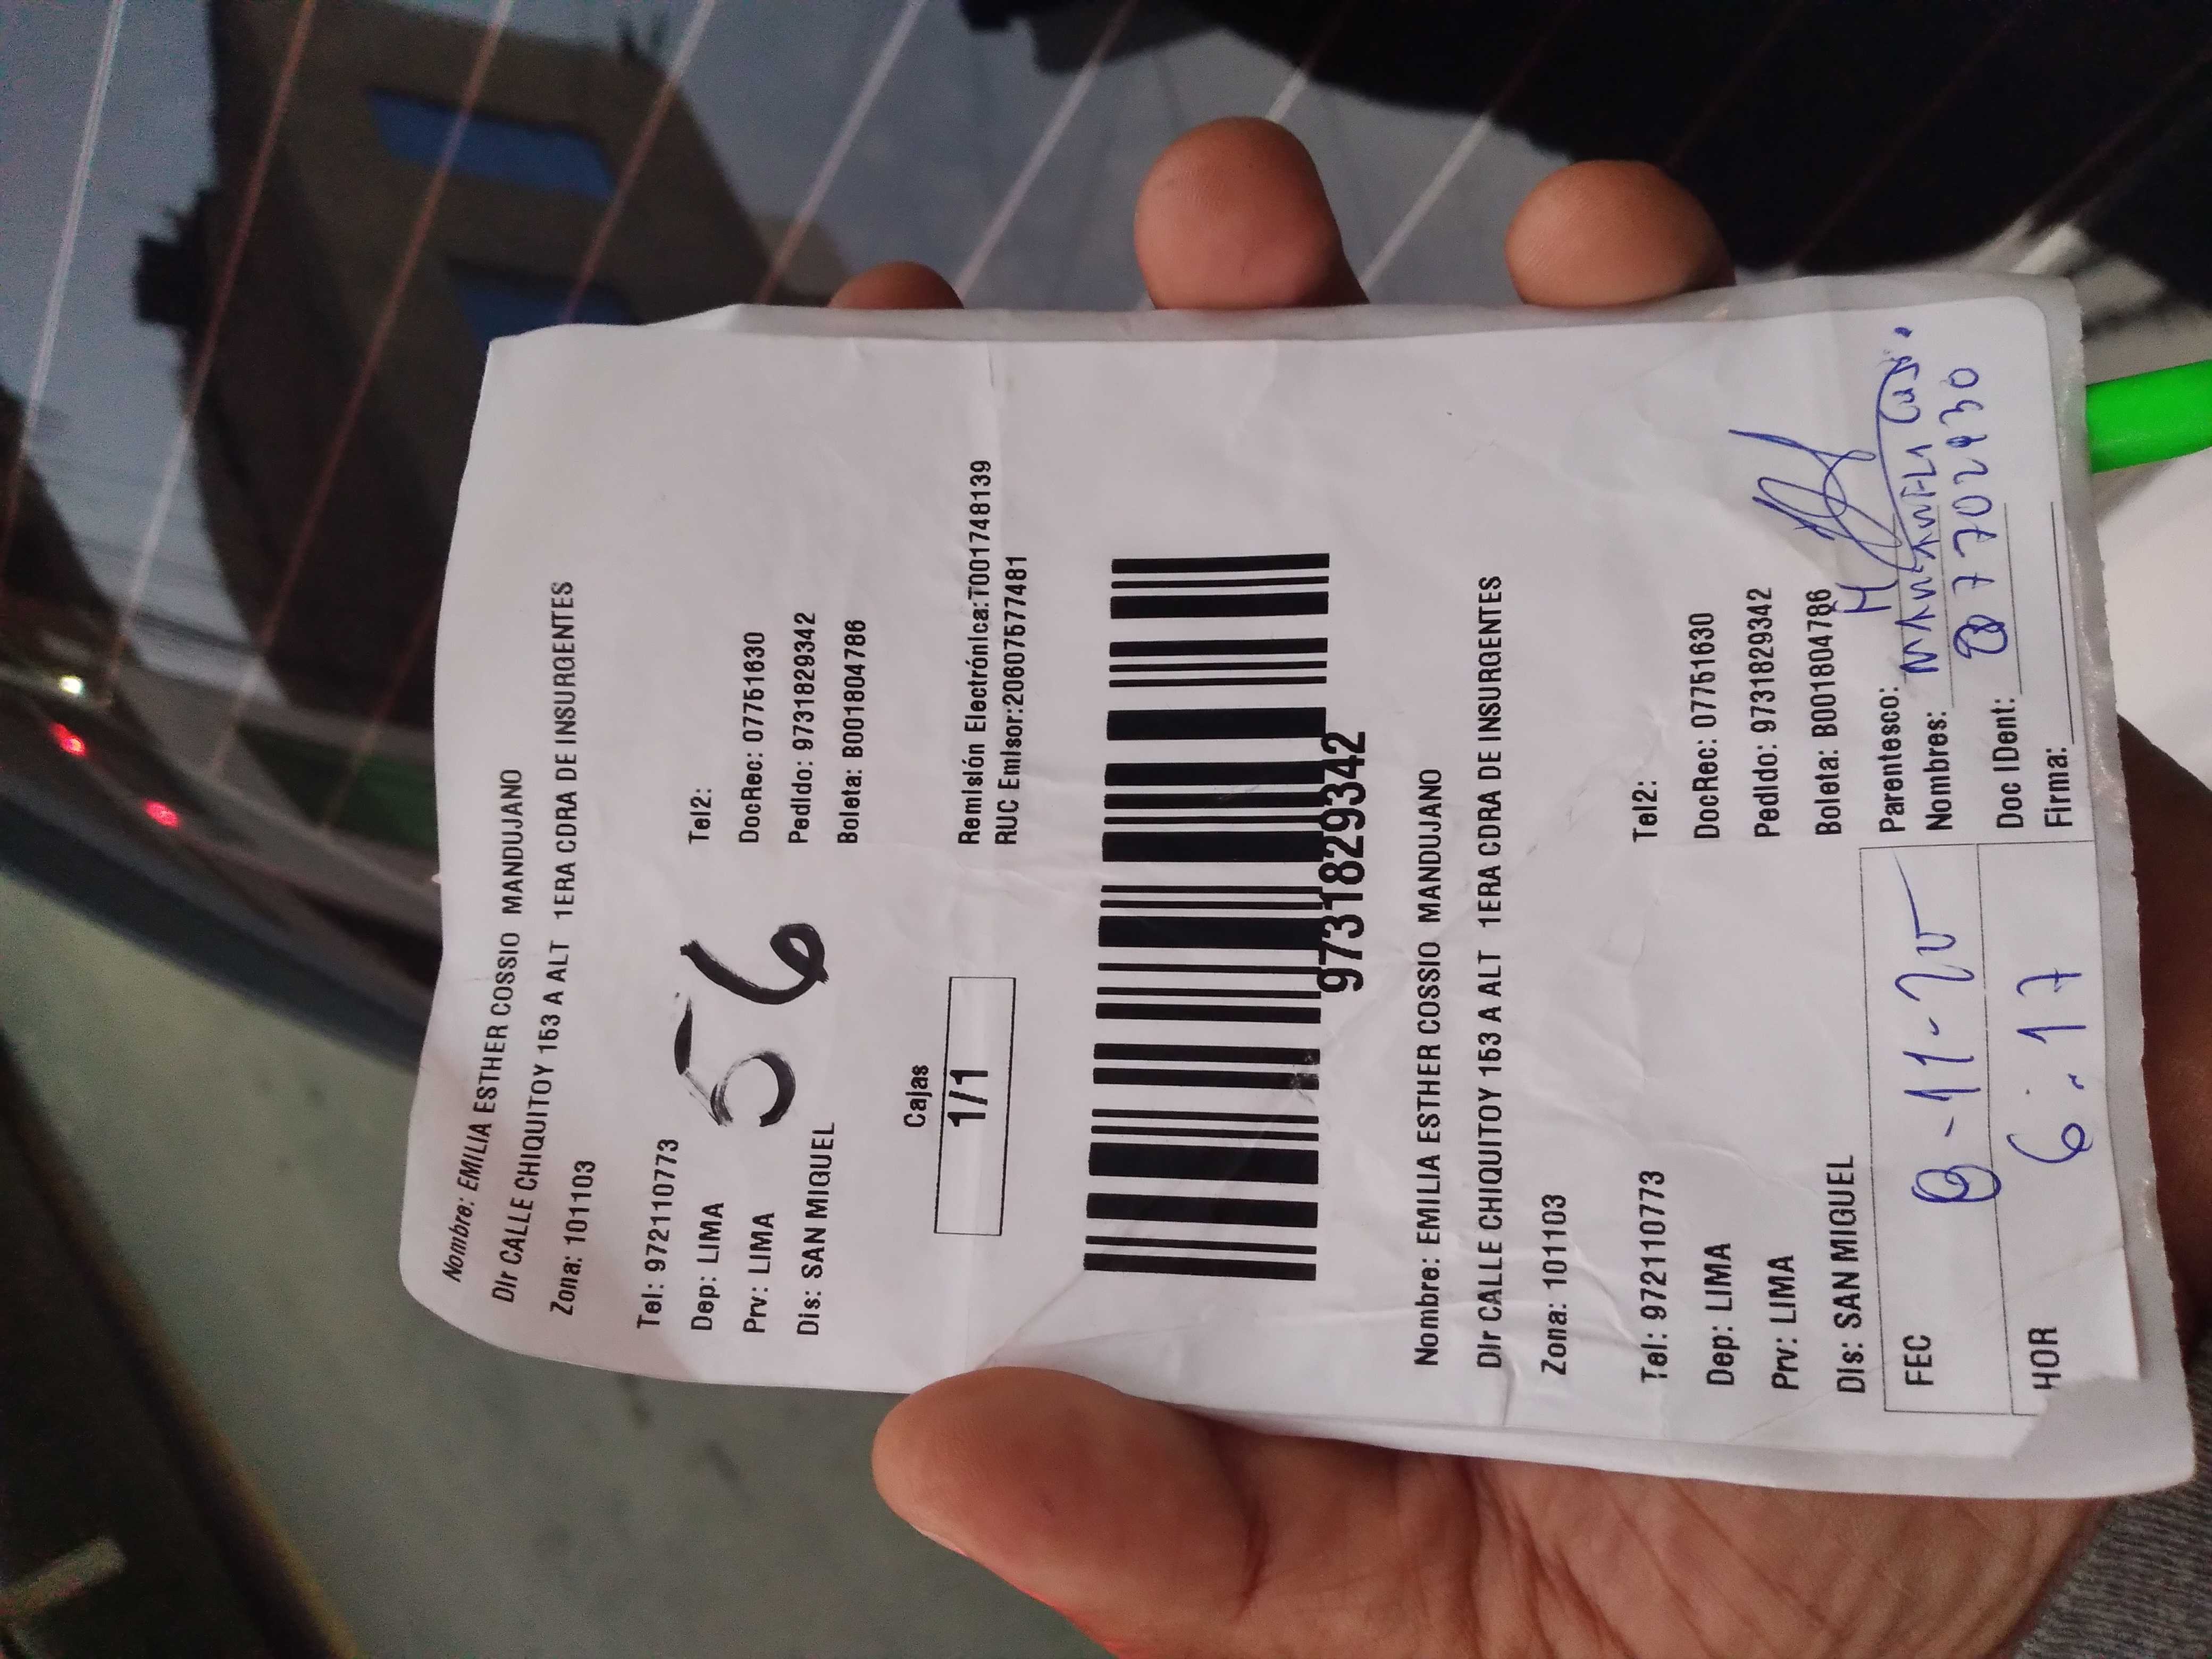 Nombre: EMILIA ESTHER COSSIO MANDUJANO
Dir CALLE CHIQUITOY 153 A ALT 1ERA CDRA DE INSURGENTES
Zona: 101103
Tel: 972110773 Tel2:
Dep: LIMA DocRec: 07751630
Prv: LIMA Pedido: 9731829342
Dis: SAN MIGUEL Boleta: B001804786
56
Cajas
1/1
Remisión Electrónica:T001748139
RUC Emisor:20607577481
9731829342
Nombre: EMILIA ESTHER COSSIO MANDUJANO
Dir CALLE CHIQUITOY 153 A ALT 1ERA CDRA DE INSURGENTES
Zona: 101103
Tel: 972110773 Tel2:
Dep: LIMA DocRec: 07751630
Prv: LIMA Pedido: 9731829342
Dis: SAN MIGUEL Boleta: B001804786
FEC
Parentesco:
Nombres:
HOR 6:17
Doc IDent:
Firma: